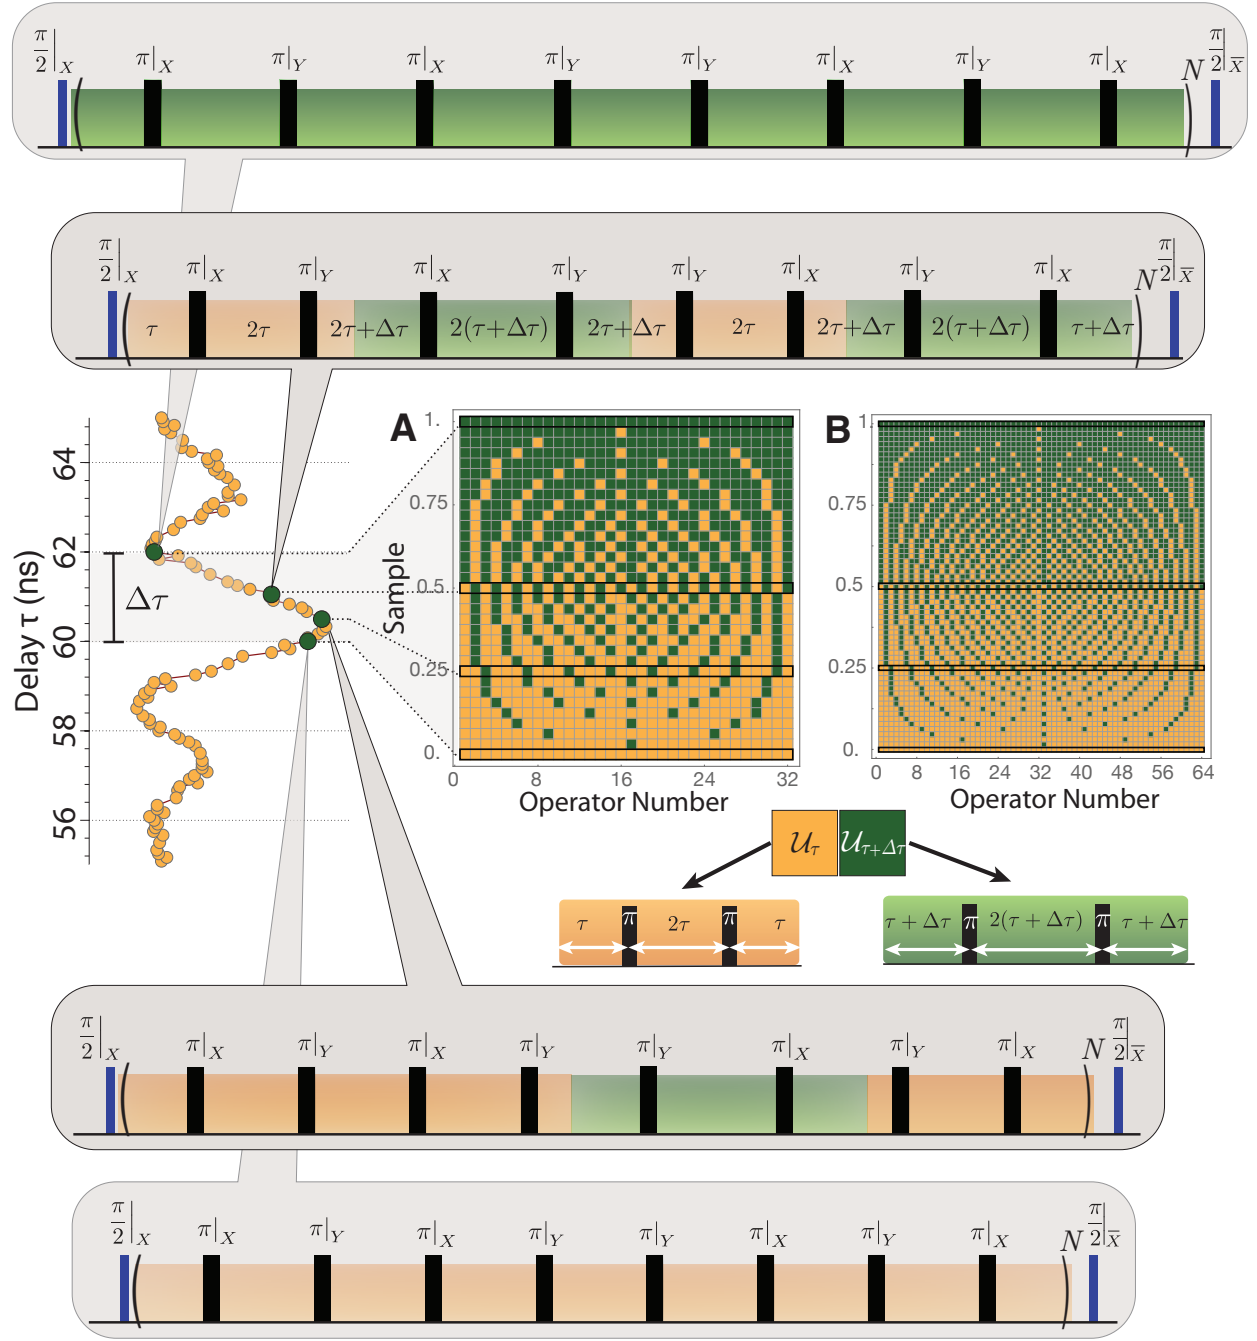 π/2|X π|X π|Y π|X π|Y π|Y π|X π|Y π|X N π/2|X̅
π/2|X π|X π|Y π|X π|Y π|Y π|X π|Y π|X N π/2|X̅
τ 2τ 2τ+Δτ 2(τ+Δτ) 2τ+Δτ 2τ 2τ+Δτ 2(τ+Δτ) τ+Δτ
Delay τ (ns)
64
62
60
58
56
Δτ
A
Sample
1.
0.75
0.5
0.25
0.
0 8 16 24 32
Operator Number
B
1.
0.75
0.5
0.25
0.
0 8 16 24 32 40 48 56 64
Operator Number
𝒰τ 𝒰τ+Δτ
τ π 2τ π τ
τ + Δτ π 2(τ + Δτ) π τ + Δτ
π/2|X π|X π|Y π|X π|Y π|Y π|X π|Y π|X N π/2|X̅
π/2|X π|X π|Y π|X π|Y π|Y π|X π|Y π|X N π/2|X̅